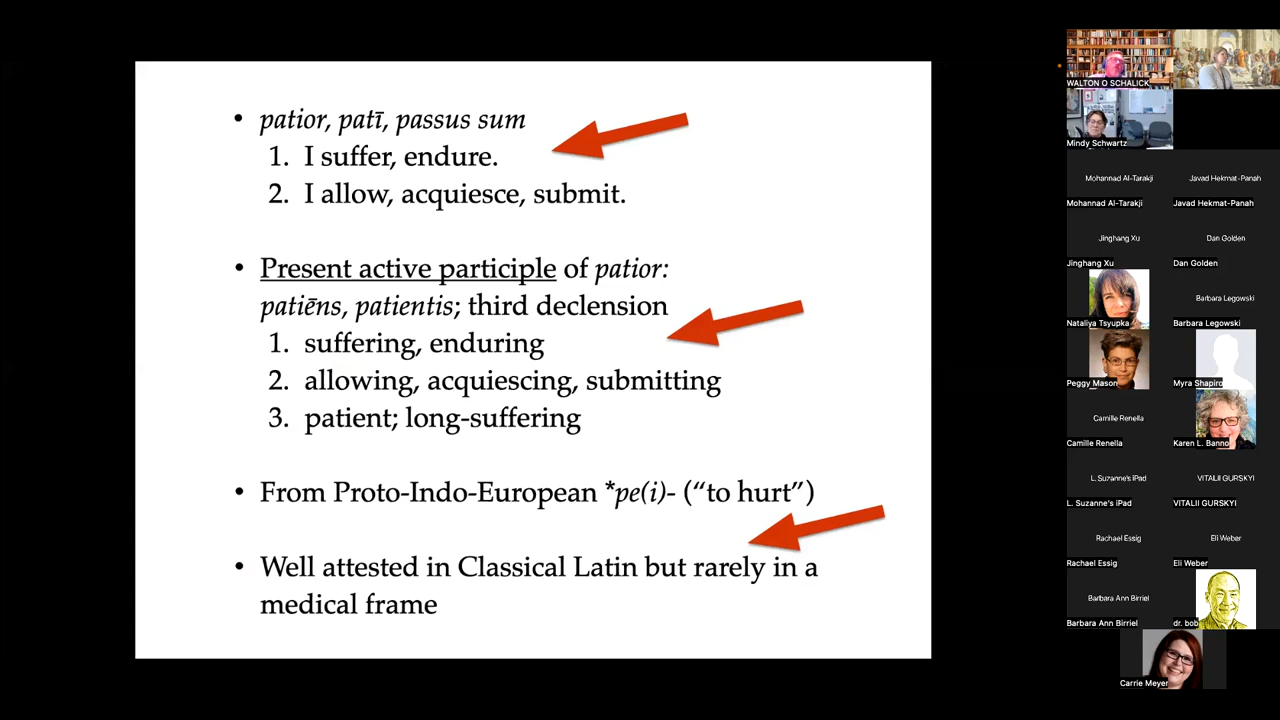 • patior, patī, passus sum
1. I suffer, endure.
2. I allow, acquiesce, submit.
• Present active participle of patior:
patiēns, patientis; third declension
1. suffering, enduring
2. allowing, acquiescing, submitting
3. patient; long-suffering
• From Proto-Indo-European *pe(i)- (“to hurt”)
• Well attested in Classical Latin but rarely in a
medical frame
WALTON O SCHALICK
Mindy Schwartz
Mohannad Al-Tarakji
Javad Hekmat-Panah
Mohannad Al-Tarakji
Javad Hekmat-Panah
Jinghang Xu
Dan Golden
Jinghang Xu
Dan Golden
Barbara Legowski
Nataliya Tsyupka
Barbara Legowski
Peggy Mason
Myra Shapiro
Camille Renella
Camille Renella
Karen L. Banno
L. Suzanne's iPad
VITALII GURSKYI
L. Suzanne's iPad
VITALII GURSKYI
Rachael Essig
Eli Weber
Rachael Essig
Eli Weber
Barbara Ann Birriel
Barbara Ann Birriel
dr. bob
Carrie Meyer